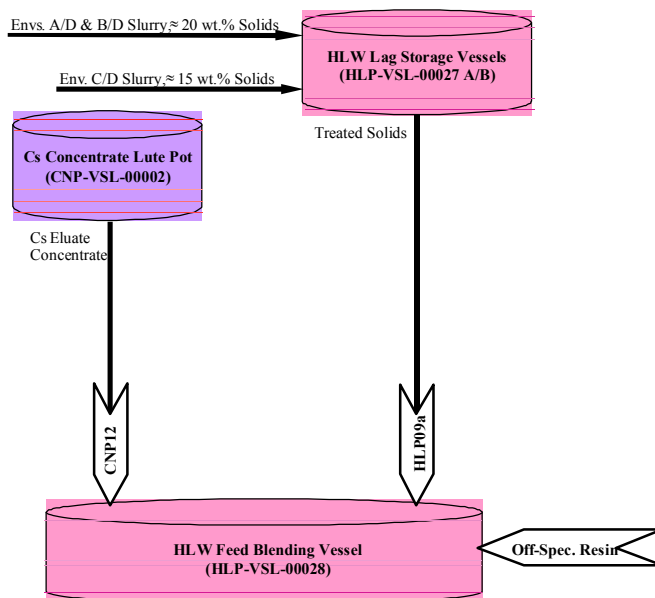 Envs. A/D & B/D Slurry,≈ 20 wt.% Solids
HLW Lag Storage Vessels
(HLP-VSL-00027 A/B)
Env. C/D Slurry,≈ 15 wt.% Solids
Treated Solids
Cs Concentrate Lute Pot
(CNP-VSL-00002)
Cs Eluate
Concentrate
CNP12
HLP09a
HLW Feed Blending Vessel
(HLP-VSL-00028)
Off-Spec. Resin